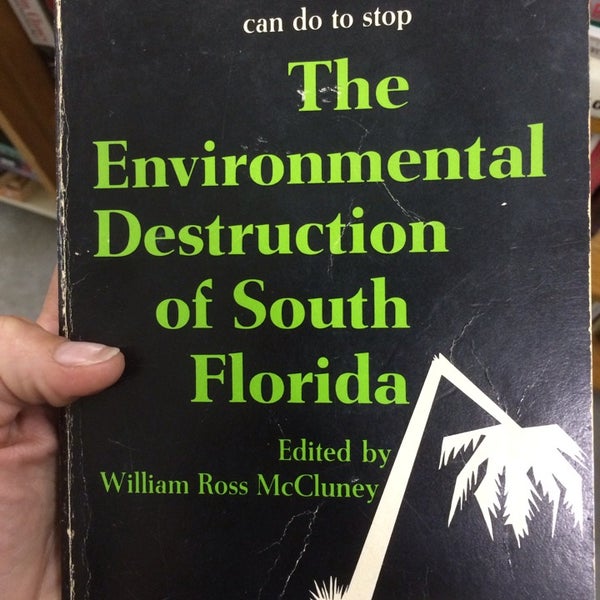 can do to stop
The
Environmental
Destruction
of South
Florida
Edited by
William Ross McCluney